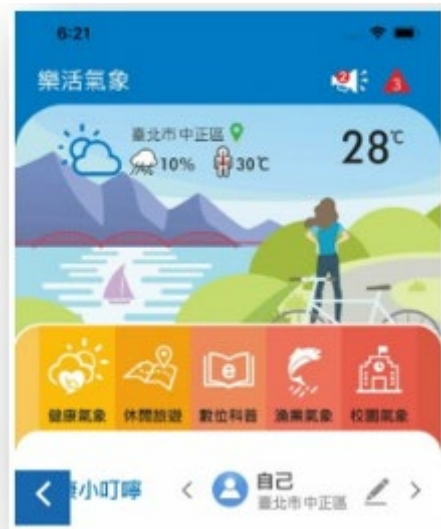 6:21
樂活氣象
2
3
臺北市中正區
10%
30℃
28℃
健康氣象 休閒旅遊 數位科普 漁業氣象 校園氣象
小叮嚀
自己
臺北市中正區